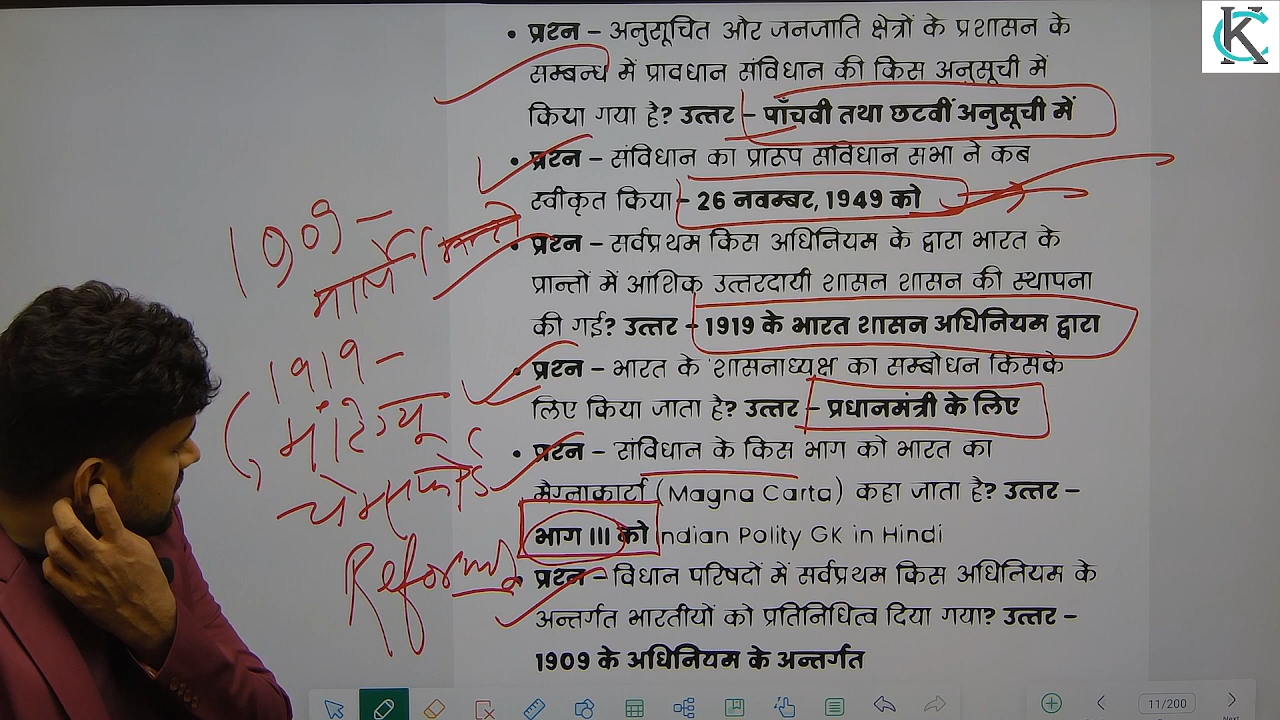 • प्रश्न – अनुसूचित और जनजाति क्षेत्रों के प्रशासन के
सम्बन्ध में प्रावधान संविधान की किस अनुसूची में
किया गया है? उत्तर – पाँचवी तथा छटवीं अनुसूची में
• प्रश्न – संविधान का प्रारूप संविधान सभा ने कब
स्वीकृत किया – 26 नवम्बर, 1949 को
• प्रश्न – सर्वप्रथम किस अधिनियम के द्वारा भारत के
प्रान्तों में आंशिक उत्तरदायी शासन शासन की स्थापना
की गई? उत्तर – 1919 के भारत शासन अधिनियम द्वारा
• प्रश्न – भारत के शासनाध्यक्ष का सम्बोधन किसके
लिए किया जाता है? उत्तर – प्रधानमंत्री के लिए
• प्रश्न – संविधान के किस भाग को भारत का
मेग्नाकार्टा (Magna Carta) कहा जाता है? उत्तर –
भाग III को Indian Polity GK in Hindi
• प्रश्न – विधान परिषदों में सर्वप्रथम किस अधिनियम के
अन्तर्गत भारतीयों को प्रतिनिधित्व दिया गया? उत्तर –
1909 के अधिनियम के अन्तर्गत
1909 –
मार्ले मिन्टो
1919 –
मांटेग्यू
चेम्सफोर्ड
Reforms
KC
11/200
Next